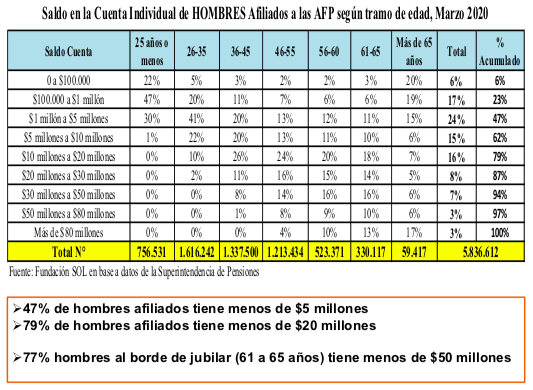 Saldo en la Cuenta Individual de HOMBRES Afiliados a las AFP según tramo de edad, Marzo 2020
Saldo Cuenta 25 años o menos 26-35 36-45 46-55 56-60 61-65 Más de 65 años Total % Acumulado
0 a $100.000 22% 5% 3% 2% 2% 3% 20% 6% 6%
$100.000 a $1 millón 47% 20% 11% 7% 6% 6% 19% 17% 23%
$1 millón a $5 millones 30% 41% 20% 13% 12% 11% 15% 24% 47%
$5 millones a $10 millones 1% 22% 20% 13% 11% 10% 6% 15% 62%
$10 millones a $20 millones 0% 10% 26% 24% 20% 18% 7% 16% 79%
$20 millones a $30 millones 0% 2% 11% 16% 15% 14% 5% 8% 87%
$30 millones a $50 millones 0% 0% 8% 14% 16% 16% 6% 7% 94%
$50 millones a $80 millones 0% 0% 1% 8% 9% 10% 6% 3% 97%
Más de $80 millones 0% 0% 0% 4% 10% 13% 17% 3% 100%
Total N° 756.531 1.616.242 1.337.500 1.213.434 523.371 330.117 59.417 5.836.612
Fuente: Fundación SOL en base a datos de la Superintendencia de Pensiones
➢47% de hombres afiliados tiene menos de $5 millones
➢79% de hombres afiliados tiene menos de $20 millones
➢77% hombres al borde de jubilar (61 a 65 años) tiene menos de $50 millones